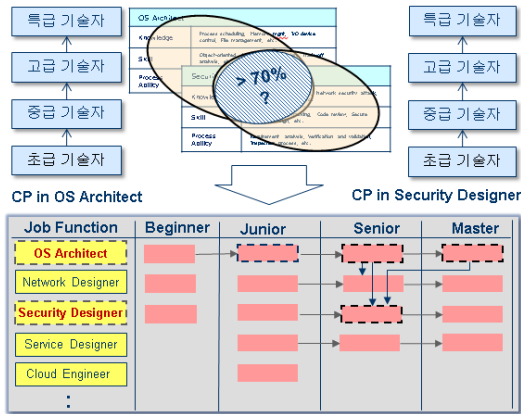 특급 기술자
고급 기술자
중급 기술자
초급 기술자
CP in OS Architect
OS Architect
Knowledge
Process scheduling, Memory mgnt, I/O device
control, File management, etc.
Skill
Object-oriented
analysis,
Process
Ability
> 70%
?
Network security attack
Skill
Code review, Secure
Process
Ability
analysis, Verification and validation,
process, etc.
특급 기술자
고급 기술자
중급 기술자
초급 기술자
CP in Security Designer
Job Function Beginner Junior Senior Master
OS Architect
Network Designer
Security Designer
Service Designer
Cloud Engineer
: